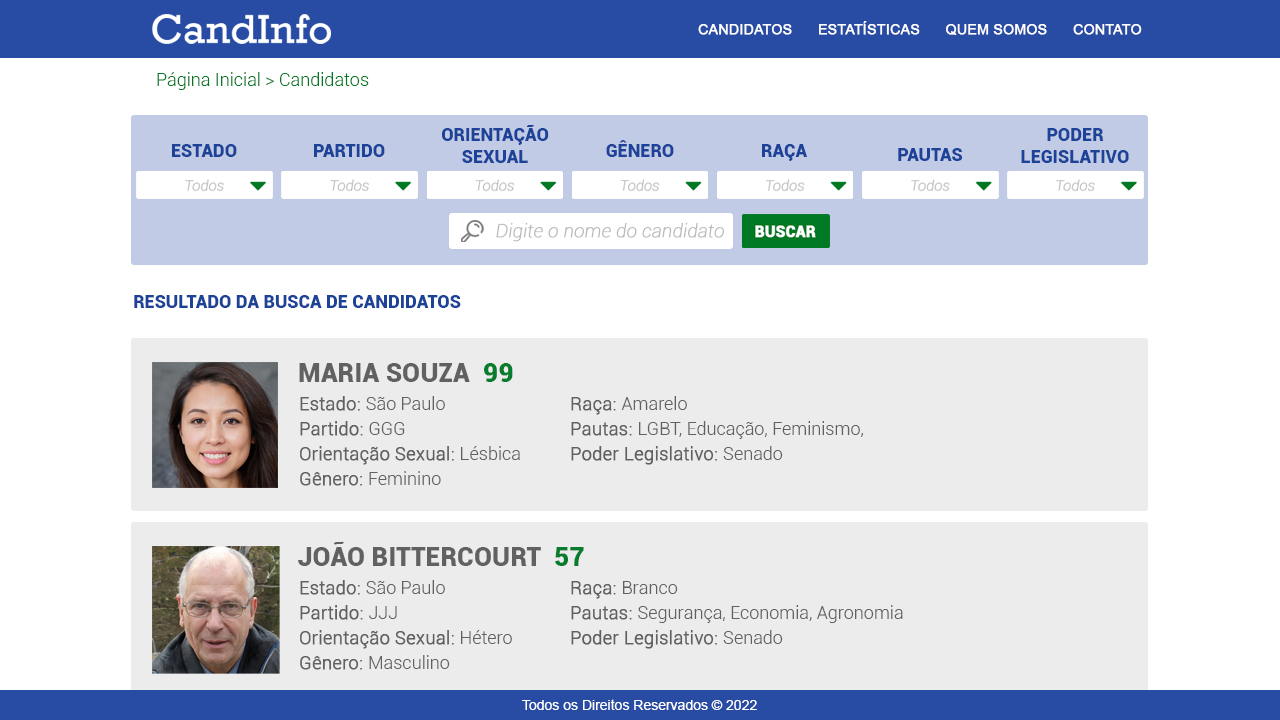 CandInfo
CANDIDATOS ESTATÍSTICAS QUEM SOMOS CONTATO
Página Inicial > Candidatos
ESTADO PARTIDO ORIENTAÇÃO SEXUAL GÊNERO RAÇA PAUTAS PODER LEGISLATIVO
Todos Todos Todos Todos Todos Todos Todos
Digite o nome do candidato BUSCAR
RESULTADO DA BUSCA DE CANDIDATOS
MARIA SOUZA 99
Estado: São Paulo
Partido: GGG
Orientação Sexual: Lésbica
Gênero: Feminino
Raça: Amarelo
Pautas: LGBT, Educação, Feminismo,
Poder Legislativo: Senado
JOÃO BITTERCOURT 57
Estado: São Paulo
Partido: JJJ
Orientação Sexual: Hétero
Gênero: Masculino
Raça: Branco
Pautas: Segurança, Economia, Agronomia
Poder Legislativo: Senado
Todos os Direitos Reservados © 2022